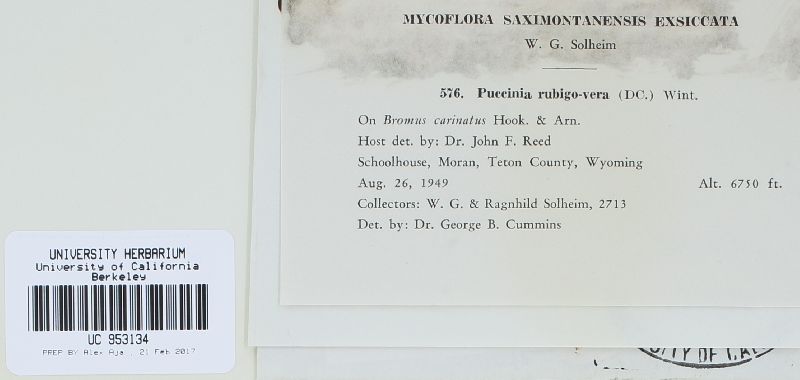 MYCOFLORA SAXIMONTANENSIS EXSICCATA
W. G. Solheim
576. Puccinia rubigo-vera (DC.) Wint.
On Bromus carinatus Hook. & Arn.
Host det. by: Dr. John F. Reed
Schoolhouse, Moran, Teton County, Wyoming
Aug. 26, 1949 Alt. 6750 ft.
Collectors: W. G. & Ragnhild Solheim, 2713
Det. by: Dr. George B. Cummins
UNIVERSITY HERBARIUM
University of California
Berkeley
UC 953134
PREP BY Alex Aja , 21 Feb 2017
OF